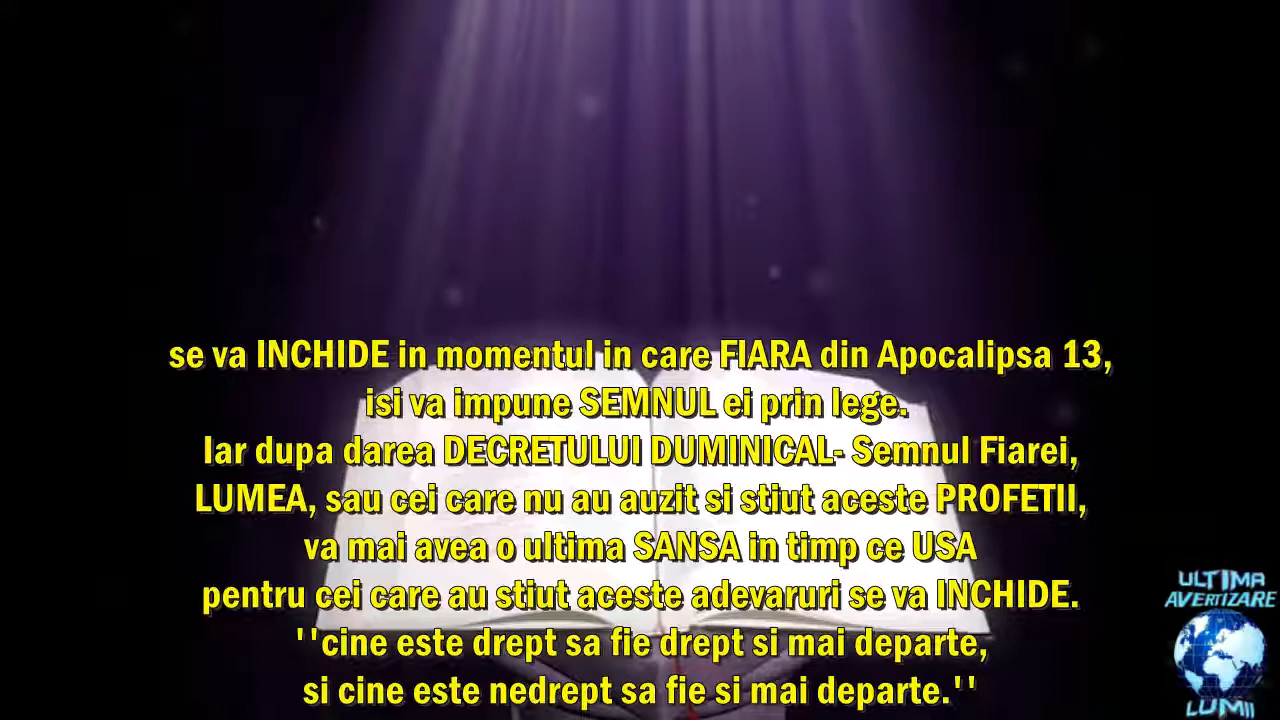 se va INCHIDE in momentul in care FIARA din Apocalipsa 13,
isi va impune SEMNUL ei prin lege.
Iar dupa darea DECRETULUI DUMINICAL- Semnul Fiarei,
LUMEA, sau cei care nu au auzit si stiut aceste PROFETII,
va mai avea o ultima SANSA in timp ce USA
pentru cei care au stiut aceste adevaruri se va INCHIDE.
''cine este drept sa fie drept si mai departe,
si cine este nedrept sa fie si mai departe.''
ULTIMA
AVERTIZARE
LUMII